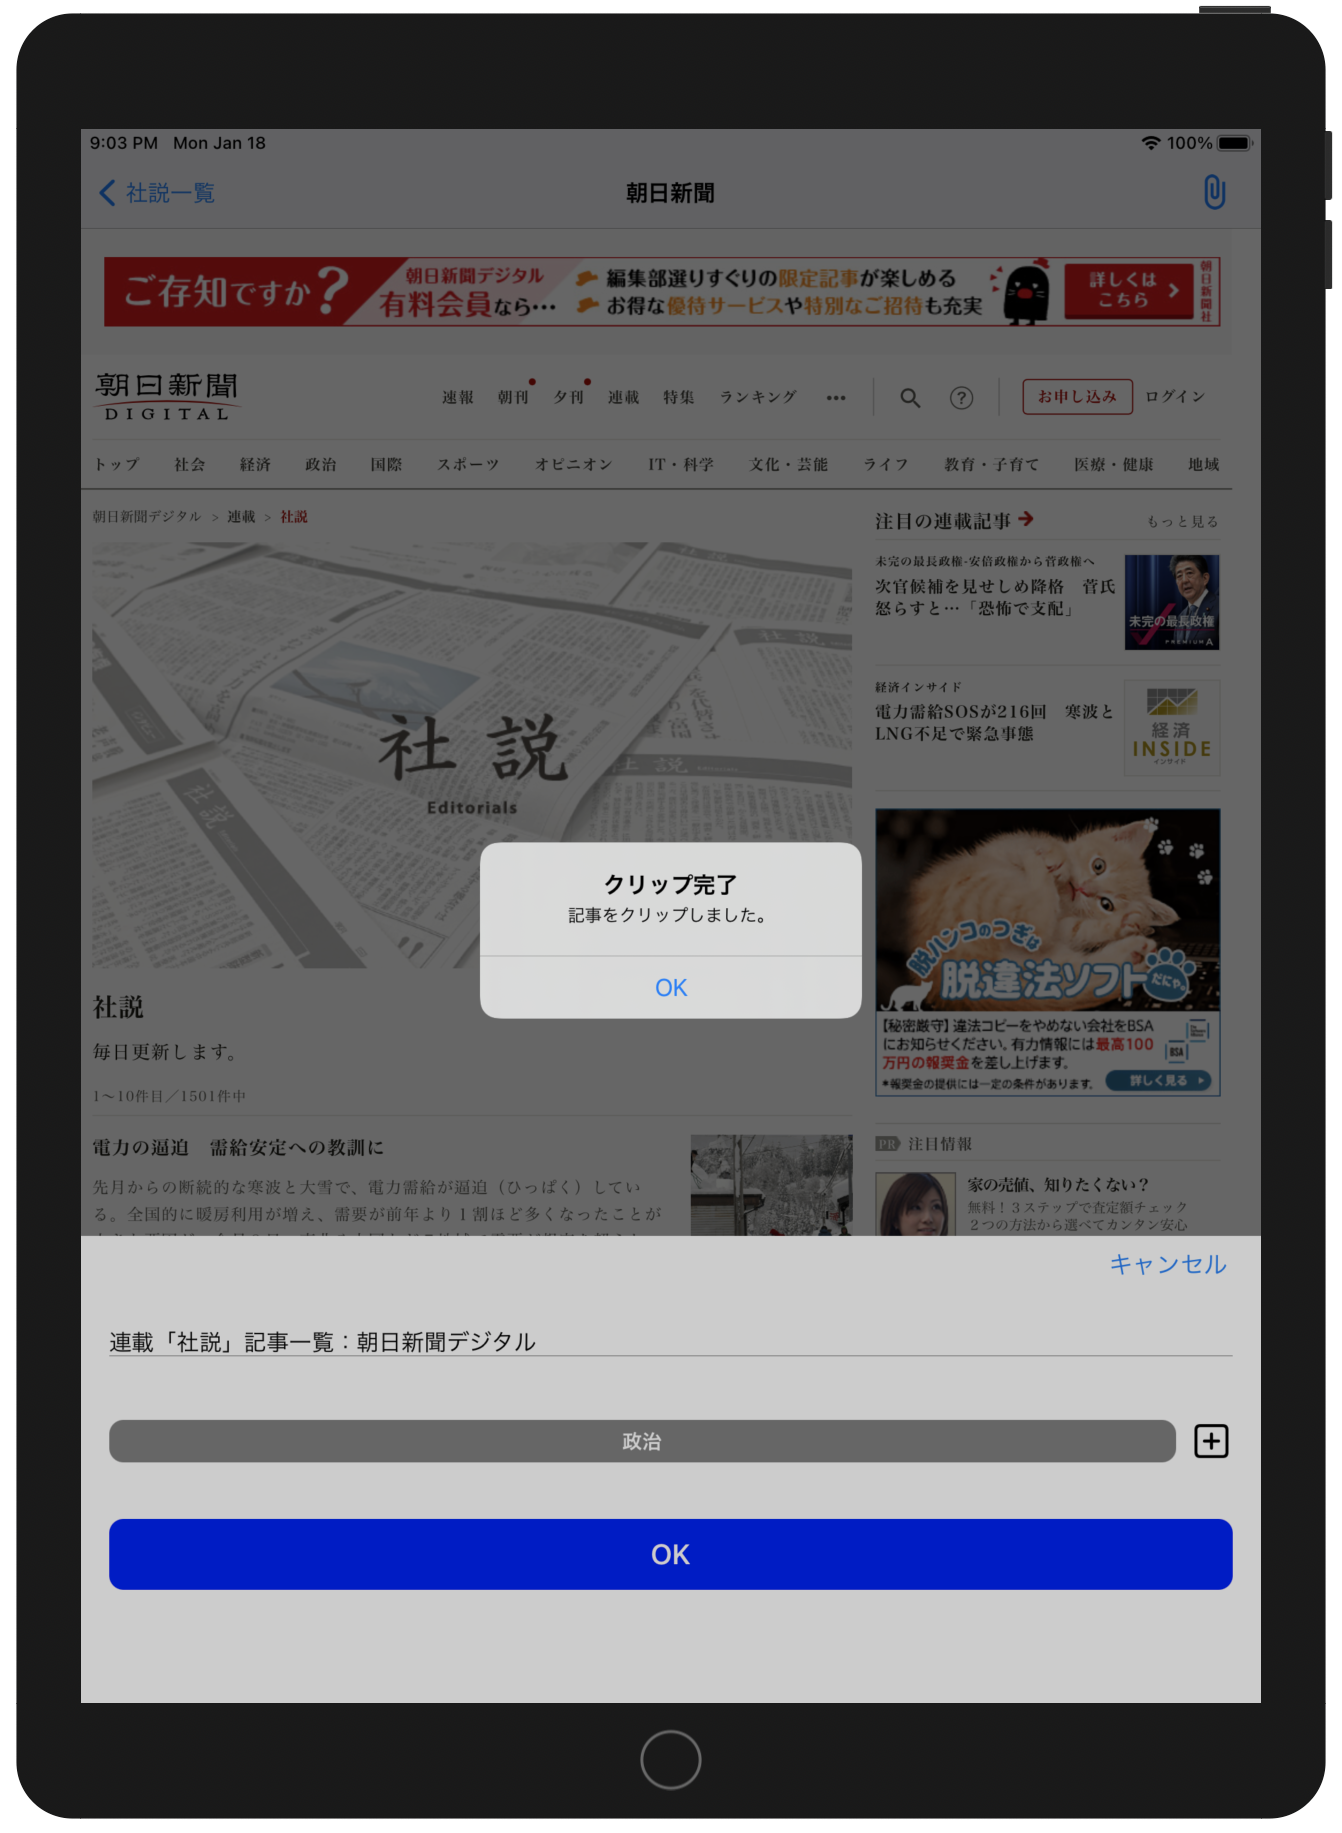 9:03 PM Mon Jan 18
100%
社説一覧
朝日新聞
ご存知ですか?
朝日新聞デジタル
有料会員なら…
編集部選りすぐりの限定記事が楽しめる
お得な優待サービスや特別なご招待も充実
詳しくは
こちら
朝日新聞社
朝日新聞
DIGITAL
速報 朝刊 夕刊 連載 特集 ランキング •••
?
お申し込み
ログイン
トップ 社会 経済 政治 国際 スポーツ オピニオン IT・科学 文化・芸能 ライフ 教育・子育て 医療・健康 地域
朝日新聞デジタル > 連載 > 社説
社説
Editorials
注目の連載記事
もっと見る
未完の最長政権-安倍政権から菅政権へ
次官候補を見せしめ降格 菅氏
怒らすと…「恐怖で支配」
未完の最長政権
PREMIUM A
経済インサイド
電力需給SOSが216回 寒波と
LNG不足で緊急事態
経済
INSIDE
インサイド
脱ハンコのつぎは
脱違法ソフト
だにゃ。
【秘密厳守】違法コピーをやめない会社をBSA
にお知らせください。有力情報には最高100
万円の報奨金を差し上げます。
*報奨金の提供には一定の条件があります。
BSA
詳しく見る
クリップ完了
記事をクリップしました。
OK
社説
毎日更新します。
1〜10件目／1501件中
電力の逼迫 需給安定への教訓に
先月からの断続的な寒波と大雪で、電力需給が逼迫（ひっぱく）してい
る。全国的に暖房利用が増え、需要が前年より１割ほど多くなったことが
PR 注目情報
家の売値、知りたくない？
無料！３ステップで査定額チェック
２つの方法から選べてカンタン安心
キャンセル
連載「社説」記事一覧：朝日新聞デジタル
政治
OK